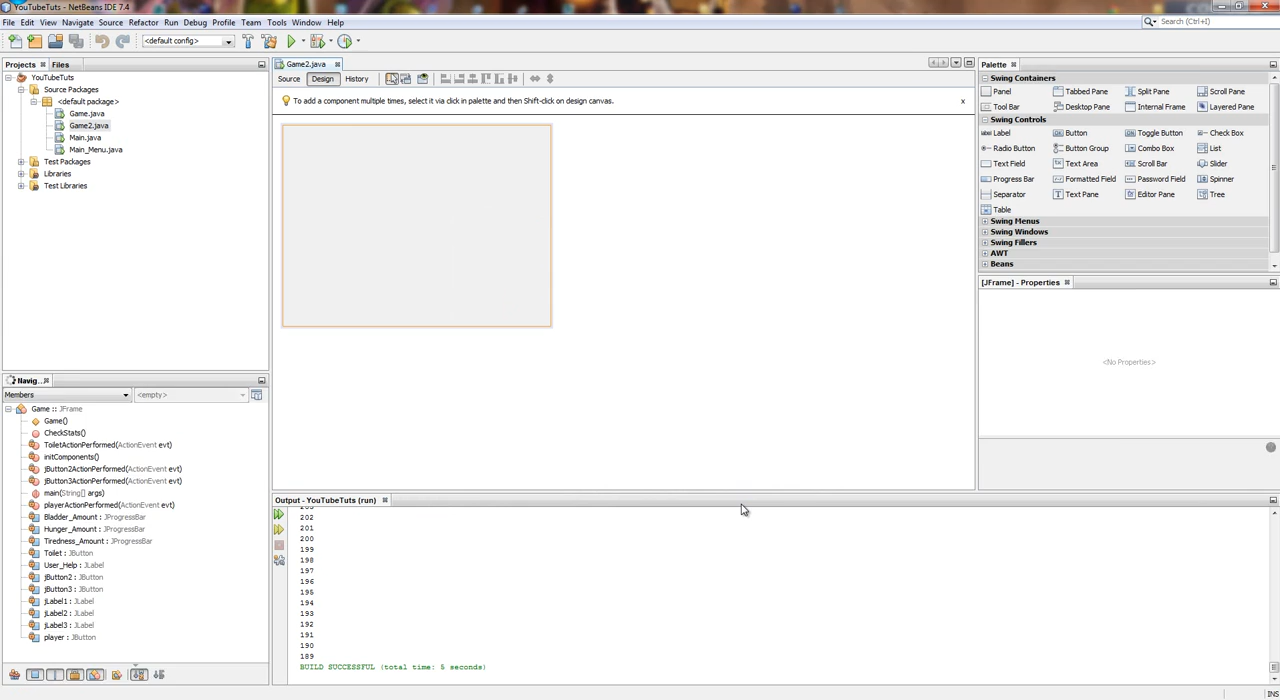 YouTubeTuts - NetBeans IDE 7.4
File Edit View Navigate Source Refactor Run Debug Profile Team Tools Window Help
Search (Ctrl+I)
<default config>
Projects Files
YouTubeTuts
Source Packages
<default package>
Game.java
Game2.java
Main.java
Main_Menu.java
Test Packages
Libraries
Test Libraries
Game2.java
Source Design History
To add a component multiple times, select it via click in palette and then Shift-click on design canvas.
x
Palette
Swing Containers
Panel Tabbed Pane Split Pane Scroll Pane
Tool Bar Desktop Pane Internal Frame Layered Pane
Swing Controls
Label Button Toggle Button Check Box
Radio Button Button Group Combo Box List
Text Field Text Area Scroll Bar Slider
Progress Bar Formatted Field Password Field Spinner
Separator Text Pane Editor Pane Tree
Table
Swing Menus
Swing Windows
Swing Fillers
AWT
Beans
[JFrame] - Properties
<No Properties>
Navig...
Members <empty>
Game :: JFrame
Game()
CheckStats()
ToiletActionPerformed(ActionEvent evt)
initComponents()
jButton2ActionPerformed(ActionEvent evt)
jButton3ActionPerformed(ActionEvent evt)
main(String[] args)
playerActionPerformed(ActionEvent evt)
Bladder_Amount : JProgressBar
Hunger_Amount : JProgressBar
Tiredness_Amount : JProgressBar
Toilet : JButton
User_Help : JLabel
jButton2 : JButton
jButton3 : JButton
jLabel1 : JLabel
jLabel2 : JLabel
jLabel3 : JLabel
player : JButton
Output - YouTubeTuts (run)
202
201
200
199
198
197
196
195
194
193
192
191
190
189
BUILD SUCCESSFUL (total time: 5 seconds)
INS